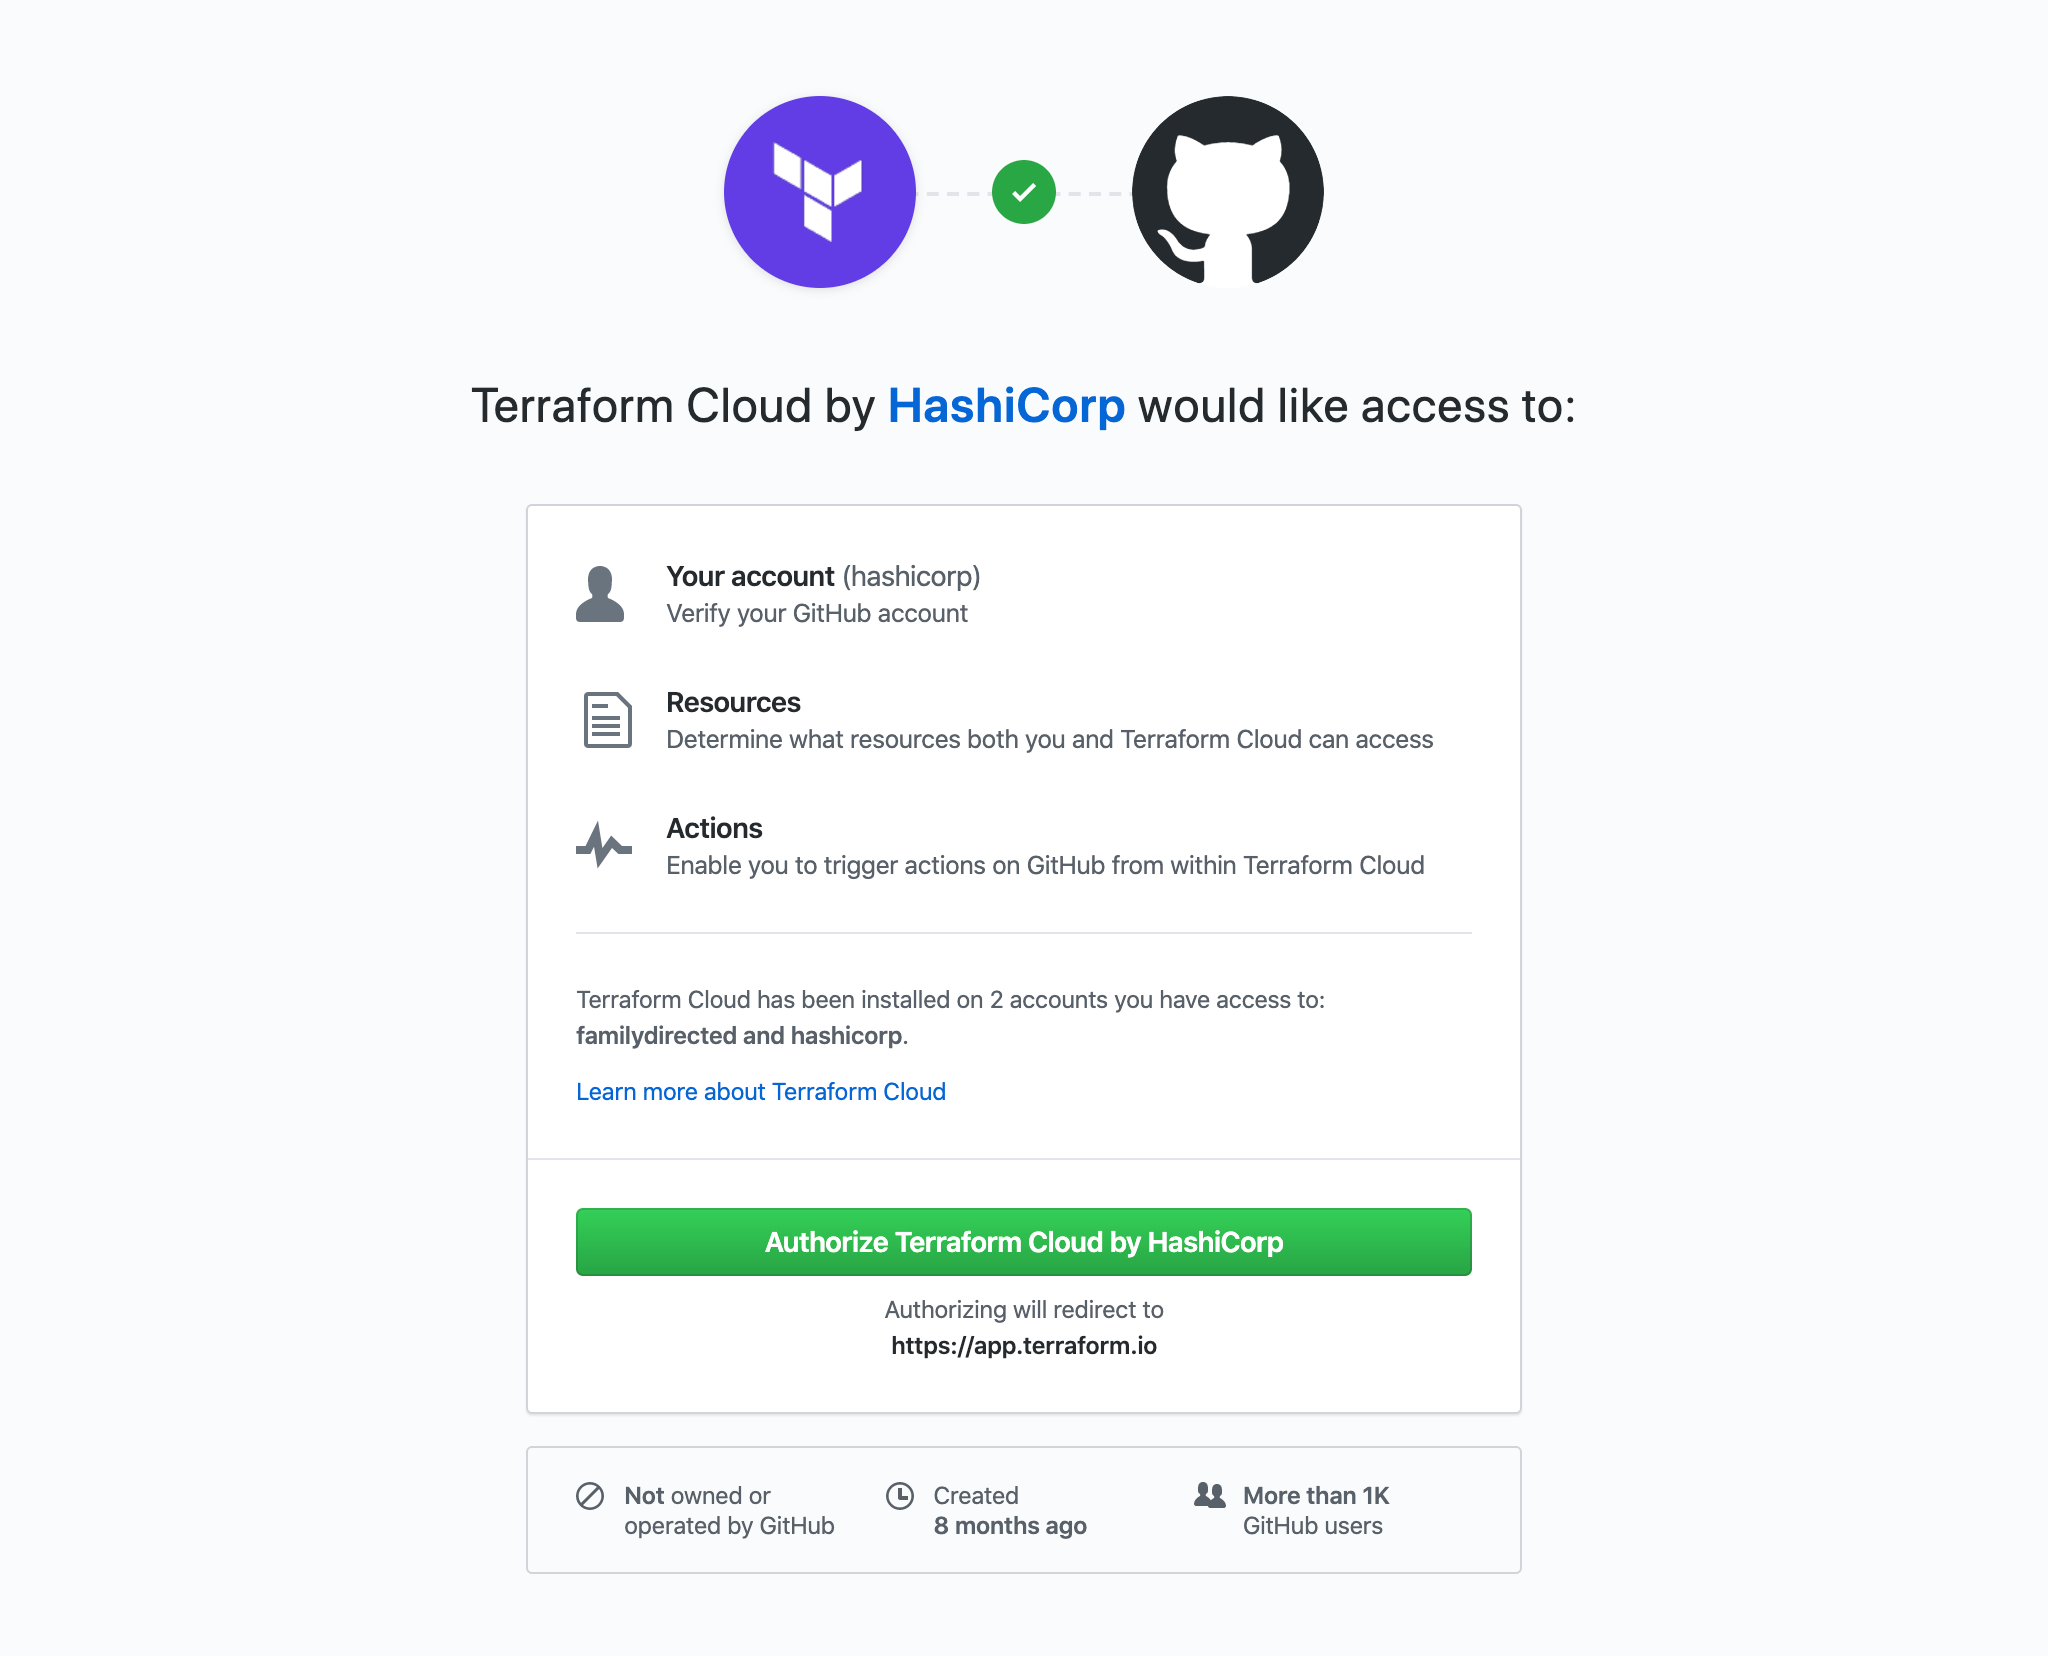 Terraform Cloud by HashiCorp would like access to:
Your account (hashicorp)
Verify your GitHub account
Resources
Determine what resources both you and Terraform Cloud can access
Actions
Enable you to trigger actions on GitHub from within Terraform Cloud
Terraform Cloud has been installed on 2 accounts you have access to:
familydirected and hashicorp.
Learn more about Terraform Cloud
Authorize Terraform Cloud by HashiCorp
Authorizing will redirect to
https://app.terraform.io
Not owned or
operated by GitHub
Created
8 months ago
More than 1K
GitHub users